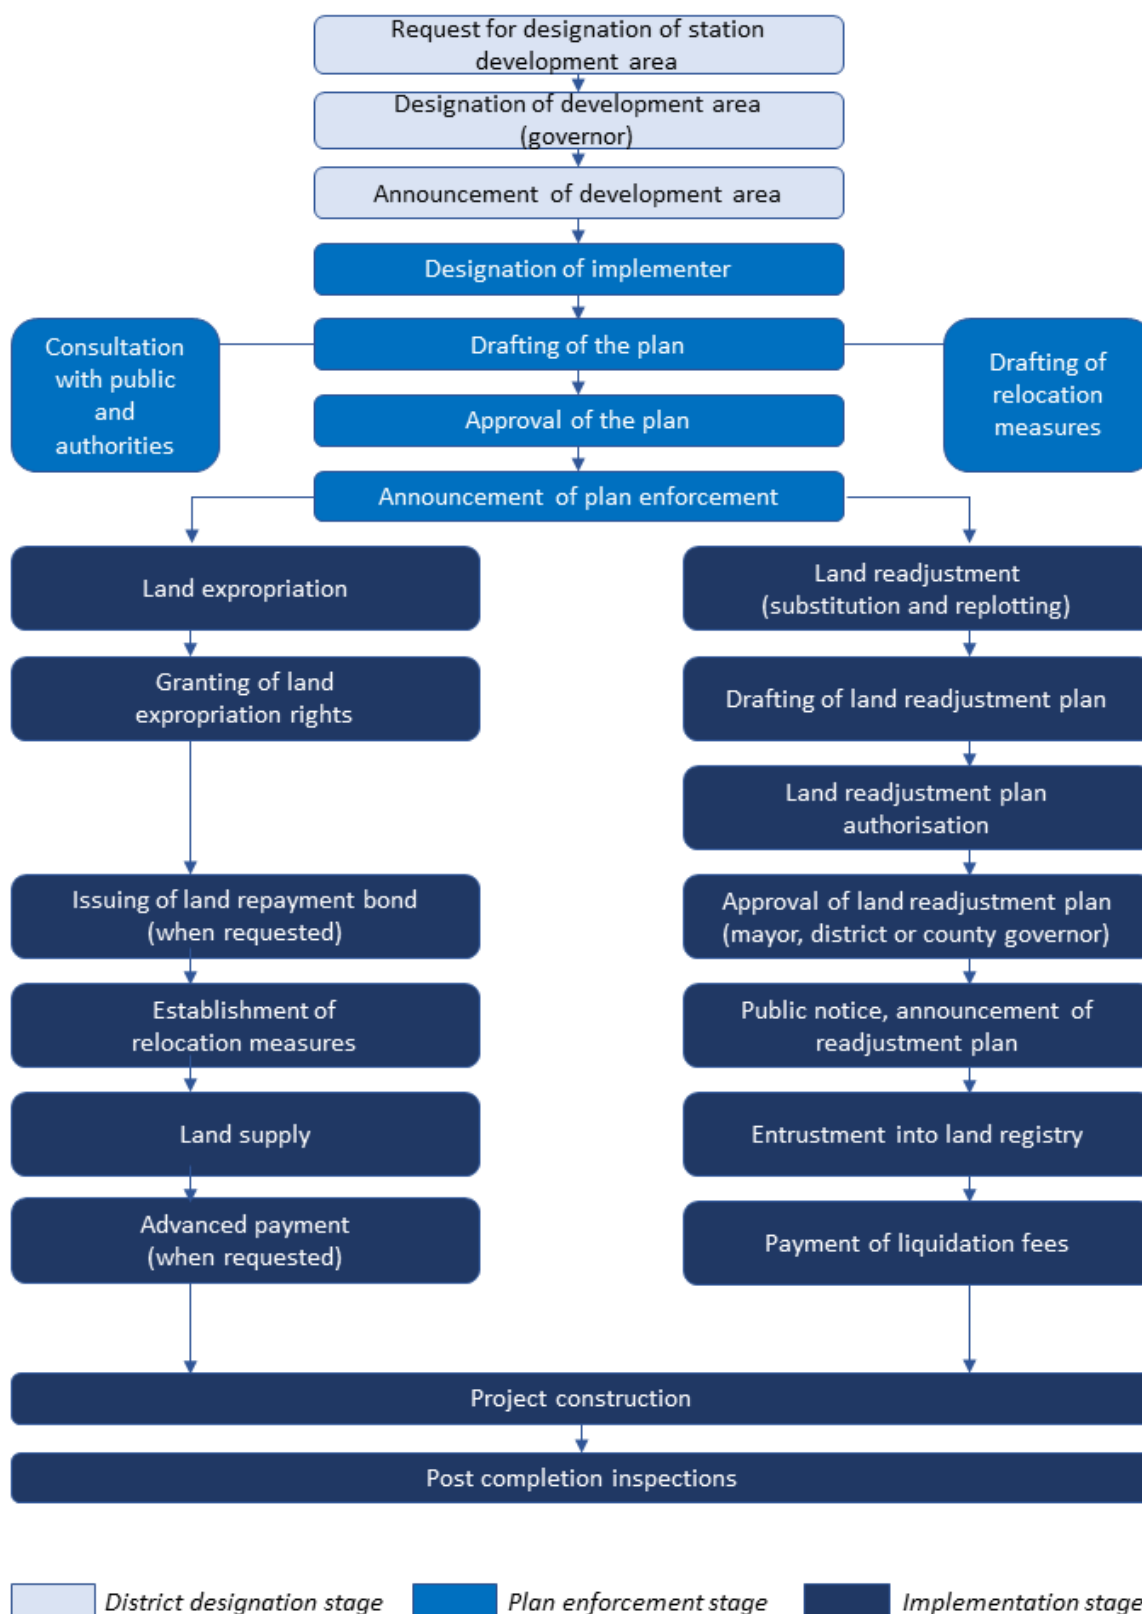 Request for designation of station
development area
Designation of development area
(governor)
Announcement of development area
Designation of implementer
Consultation
with public
and
authorities
Drafting of the plan
Drafting of
relocation
measures
Approval of the plan
Announcement of plan enforcement
Land expropriation
Granting of land
expropriation rights
Issuing of land repayment bond
(when requested)
Establishment of
relocation measures
Land supply
Advanced payment
(when requested)
Land readjustment
(substitution and replotting)
Drafting of land readjustment plan
Land readjustment plan
authorisation
Approval of land readjustment plan
(mayor, district or county governor)
Public notice, announcement of
readjustment plan
Entrustment into land registry
Payment of liquidation fees
Project construction
Post completion inspections
District designation stage
Plan enforcement stage
Implementation stage